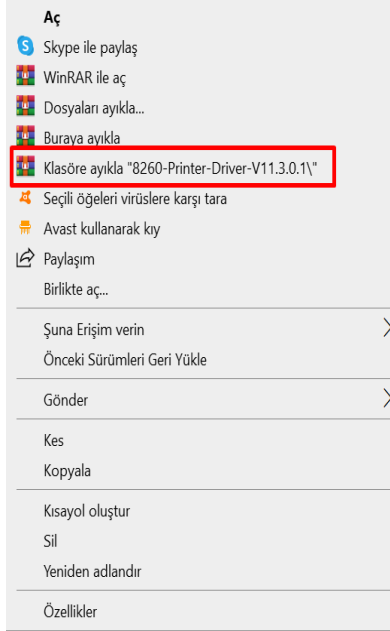 Aç
Skype ile paylaş
WinRAR ile aç
Dosyaları ayıkla...
Buraya ayıkla
Klasöre ayıkla "8260-Printer-Driver-V11.3.0.1\"
Seçili öğeleri virüslere karşı tara
Avast kullanarak kıy
Paylaşım
Birlikte aç...
Şuna Erişim verin
Önceki Sürümleri Geri Yükle
Gönder
Kes
Kopyala
Kısayol oluştur
Sil
Yeniden adlandır
Özellikler